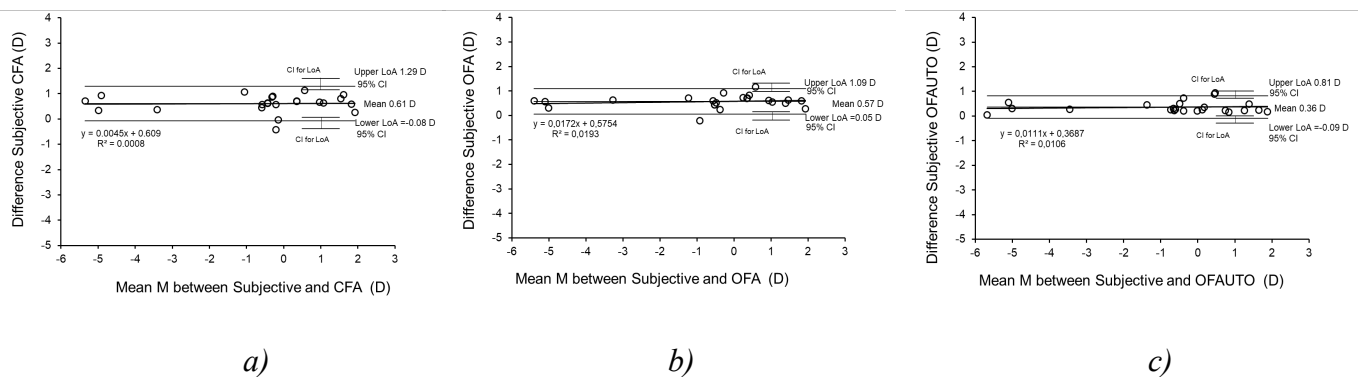 4
3
2
1
0
-1
-2
-3
-4
-5
-6
-5
-4
-3
-2
-1
0
1
2
3
Difference Subjective CFA (D)
CI for LoA
Upper LoA 1.29 D
95% CI
Mean 0.61 D
Lower LoA =-0.08 D
95% CI
CI for LoA
y = 0.0045x + 0.609
R² = 0.0008
Mean M between Subjective and CFA (D)
a)
4
3
2
1
0
-1
-2
-3
-4
-5
-6
-5
-4
-3
-2
-1
0
1
2
3
Difference Subjective OFA (D)
CI for LoA
Upper LoA 1.09 D
95% CI
Mean 0.57 D
Lower LoA =0.05 D
95% CI
CI for LoA
y = 0,0172x + 0,5754
R² = 0,0193
Mean M between Subjective and OFA (D)
b)
4
3
2
1
0
-1
-2
-3
-4
-5
-6
-5
-4
-3
-2
-1
0
1
2
3
Difference Subjective OFAUTO (D)
CI for LoA
Upper LoA 0.81 D
95% CI
Mean 0.36 D
Lower LoA =-0.09 D
95% CI
CI for LoA
y = 0,0111x + 0,3687
R² = 0,0106
Mean M between Subjective and OFAUTO (D)
c)